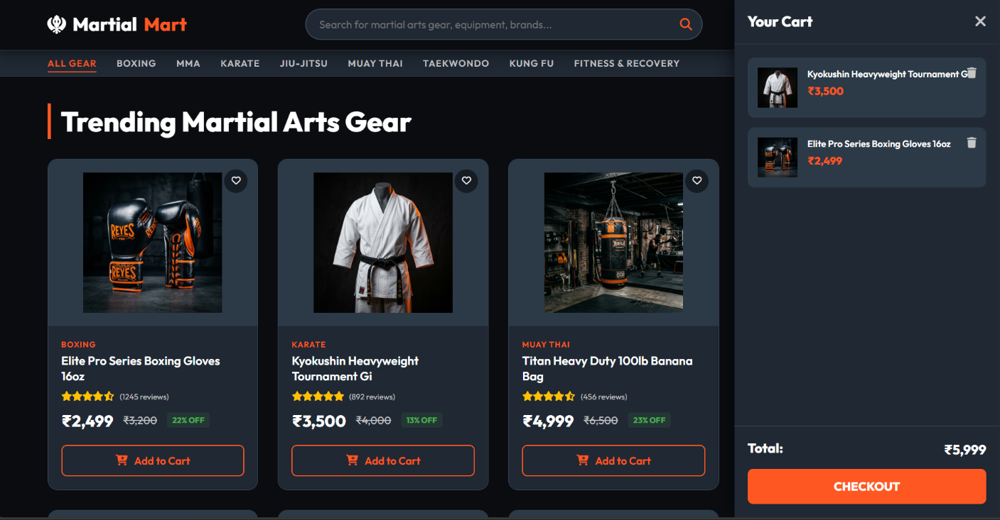 Martial Mart
Search for martial arts gear, equipment, brands...
ALL GEAR BOXING MMA KARATE JIU-JITSU MUAY THAI TAEKWONDO KUNG FU FITNESS & RECOVERY
Trending Martial Arts Gear
REYES
REYES
BOXING
Elite Pro Series Boxing Gloves
16oz
(1245 reviews)
₹2,499 ₹3,200 22% OFF
Add to Cart
KARATE
Kyokushin Heavyweight
Tournament Gi
(892 reviews)
₹3,500 ₹4,000 13% OFF
Add to Cart
MUAY THAI
Titan Heavy Duty 100lb Banana
Bag
(456 reviews)
₹4,999 ₹6,500 23% OFF
Add to Cart
Your Cart
Kyokushin Heavyweight Tournament G
₹3,500
Elite Pro Series Boxing Gloves 16oz
₹2,499
Total: ₹5,999
CHECKOUT